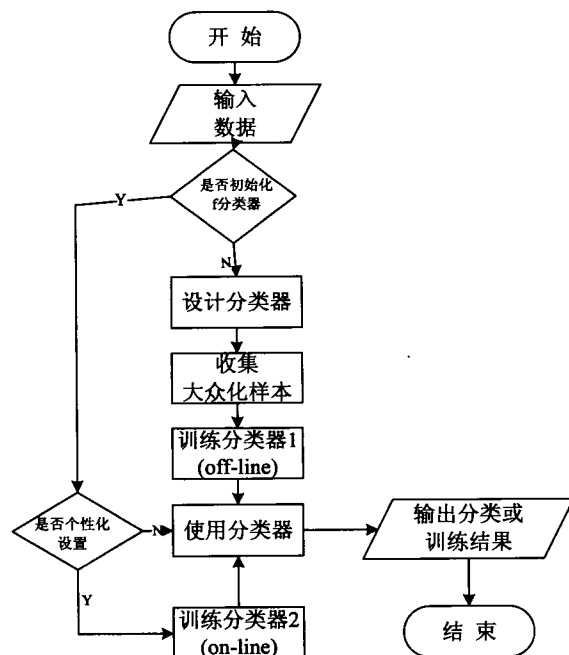 开 始
输入
数据
是否初始化
f分类器
Y
N
设计分类器
收集
大众化样本
训练分类器1
(off-line)
是否个性化
设置
N
使用分类器
输出分类或
训练结果
Y
训练分类器2
(on-line)
结 束